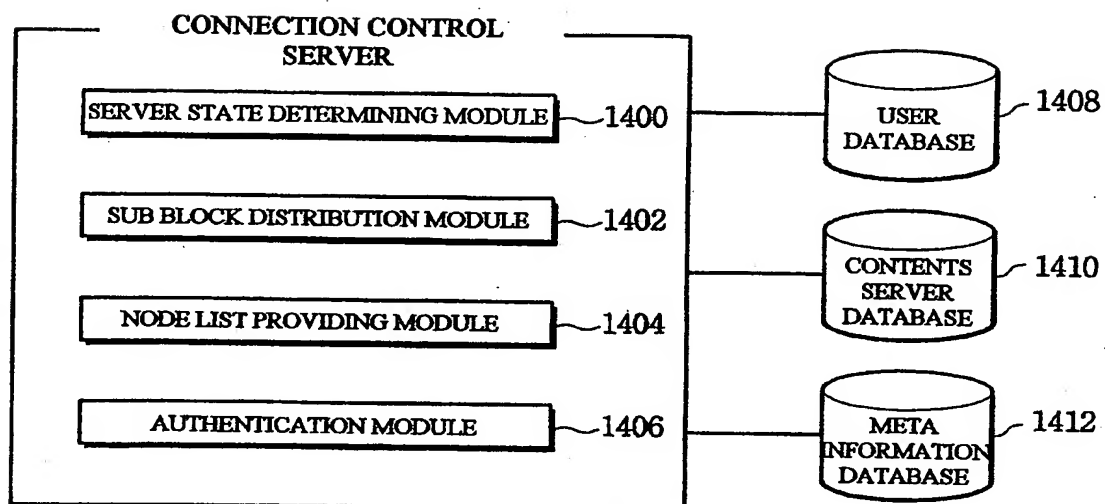 CONNECTION CONTROL
SERVER
SERVER STATE DETERMINING MODULE
1400
SUB BLOCK DISTRIBUTION MODULE
1402
NODE LIST PROVIDING MODULE
1404
AUTHENTICATION MODULE
1406
USER
DATABASE
1408
CONTENTS
SERVER
DATABASE
1410
META
INFORMATION
DATABASE
1412